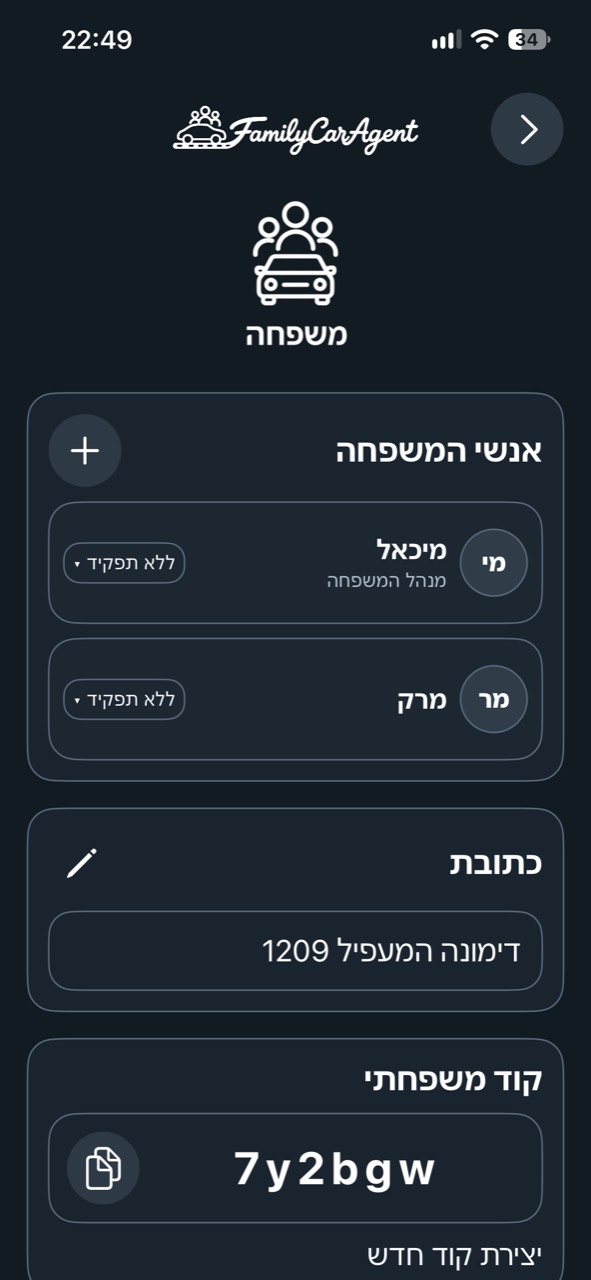 22:49
34
FamilyCarAgent
משפחה
אנשי המשפחה
מי
מיכאל
מנהל המשפחה
ללא תפקיד
מר
מרק
ללא תפקיד
כתובת
דימונה המעפיל 1209
קוד משפחתי
7y2bgw
יצירת קוד חדש